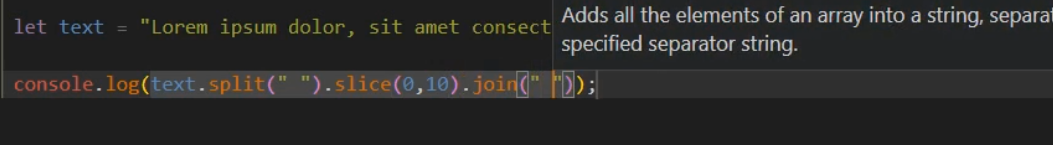 let text = "Lorem ipsum dolor, sit amet consect
Adds all the elements of an array into a string, separat
specified separator string.
console.log(text.split(" ").slice(0,10).join(" "));